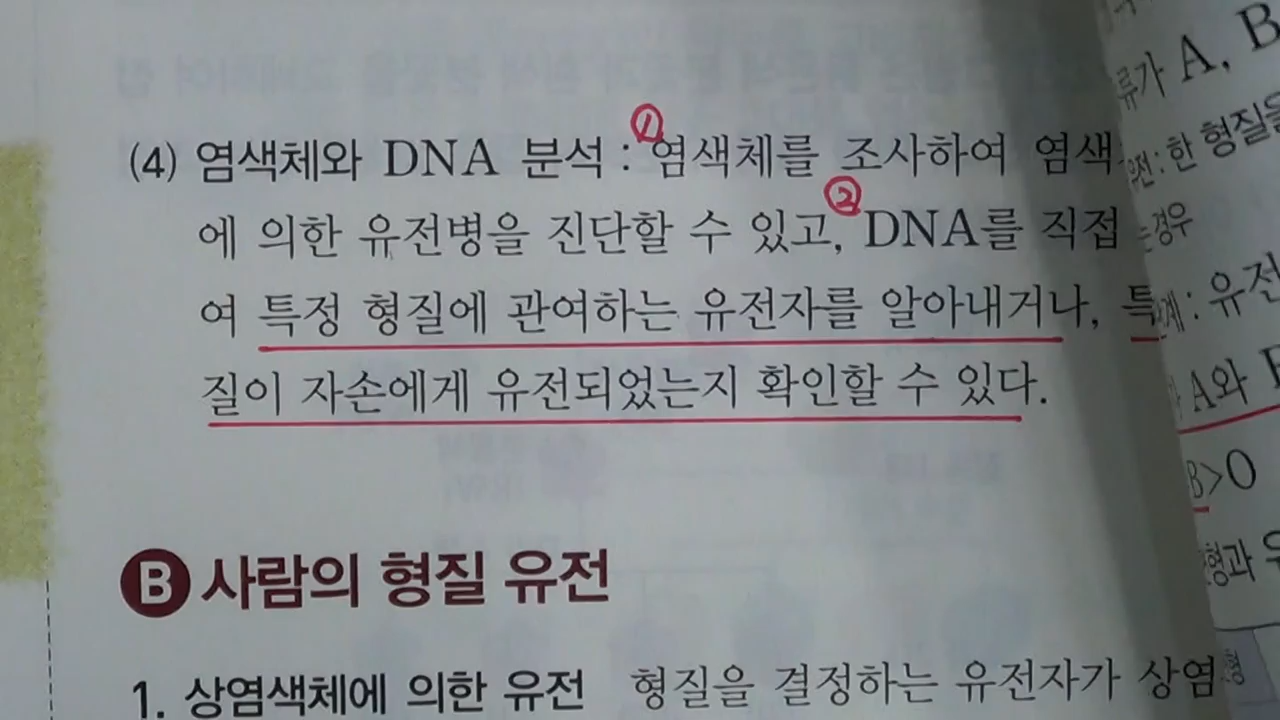 (4) 염색체와 DNA 분석 : ①염색체를 조사하여 염색
에 의한 유전병을 진단할 수 있고, ②DNA를 직접
여 특정 형질에 관여하는 유전자를 알아내거나, 특
질이 자손에게 유전되었는지 확인할 수 있다.
B 사람의 형질 유전
1. 상염색체에 의한 유전 형질을 결정하는 유전자가 상염
류가 A, B
전: 한 형질을
는 경우
계: 유전
A와
B>O
형과
형